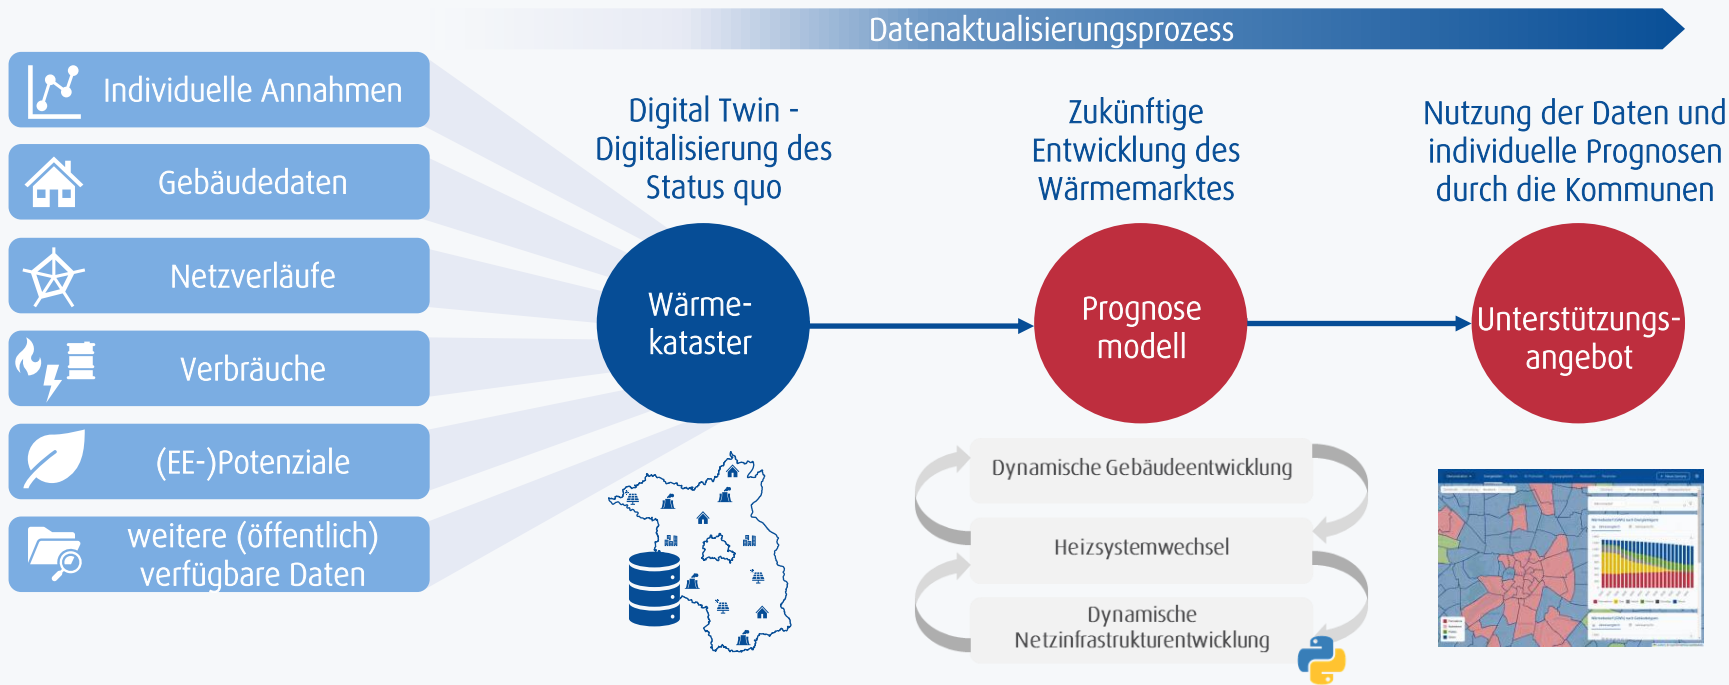 Datenaktualisierungsprozess
Individuelle Annahmen
Gebäudedaten
Netzverläufe
Verbräuche
(EE-)Potenziale
weitere (öffentlich)
verfügbare Daten
Digital Twin -
Digitalisierung des
Status quo
Wärme-
kataster
Zukünftige
Entwicklung des
Wärmemarktes
Prognose
modell
Dynamische Gebäudeentwicklung
Heizsystemwechsel
Dynamische
Netzinfrastrukturentwicklung
Nutzung der Daten und
individuelle Prognosen
durch die Kommunen
Unterstützungs-
angebot